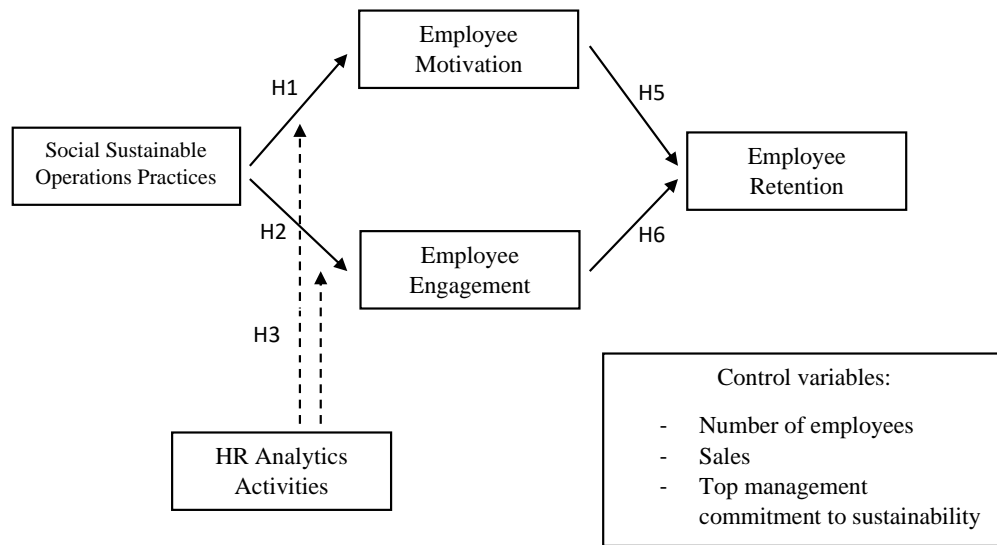 Employee
Motivation
H1
H5
Social Sustainable
Operations Practices
Employee
Retention
H2
H6
Employee
Engagement
H3
HR Analytics
Activities
Control variables:
- Number of employees
- Sales
- Top management
commitment to sustainability